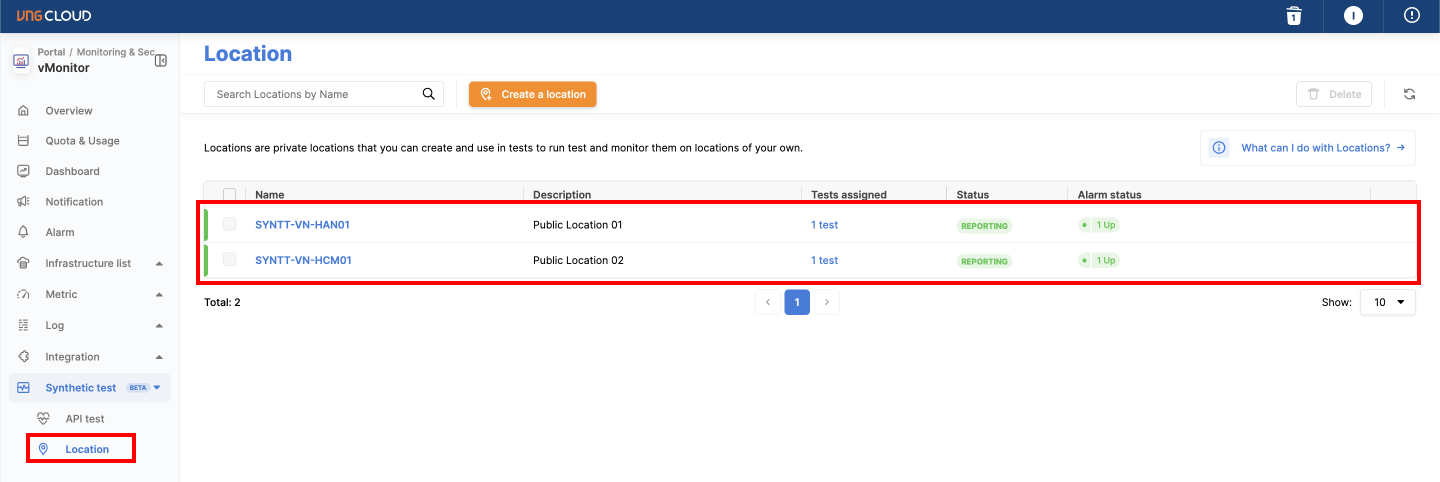 VNG CLOUD
1
I
Portal / Monitoring & Sec
vMonitor
Overview
Quota & Usage
Dashboard
Notification
Alarm
Infrastructure list
Metric
Log
Integration
Synthetic test BETA
API test
Location
Location
Search Locations by Name
Create a location
Delete
Locations are private locations that you can create and use in tests to run test and monitor them on locations of your own.
What can I do with Locations? →
Name Description Tests assigned Status Alarm status
SYNTT-VN-HAN01 Public Location 01 1 test REPORTING 1 Up
SYNTT-VN-HCM01 Public Location 02 1 test REPORTING 1 Up
Total: 2
1
Show: 10